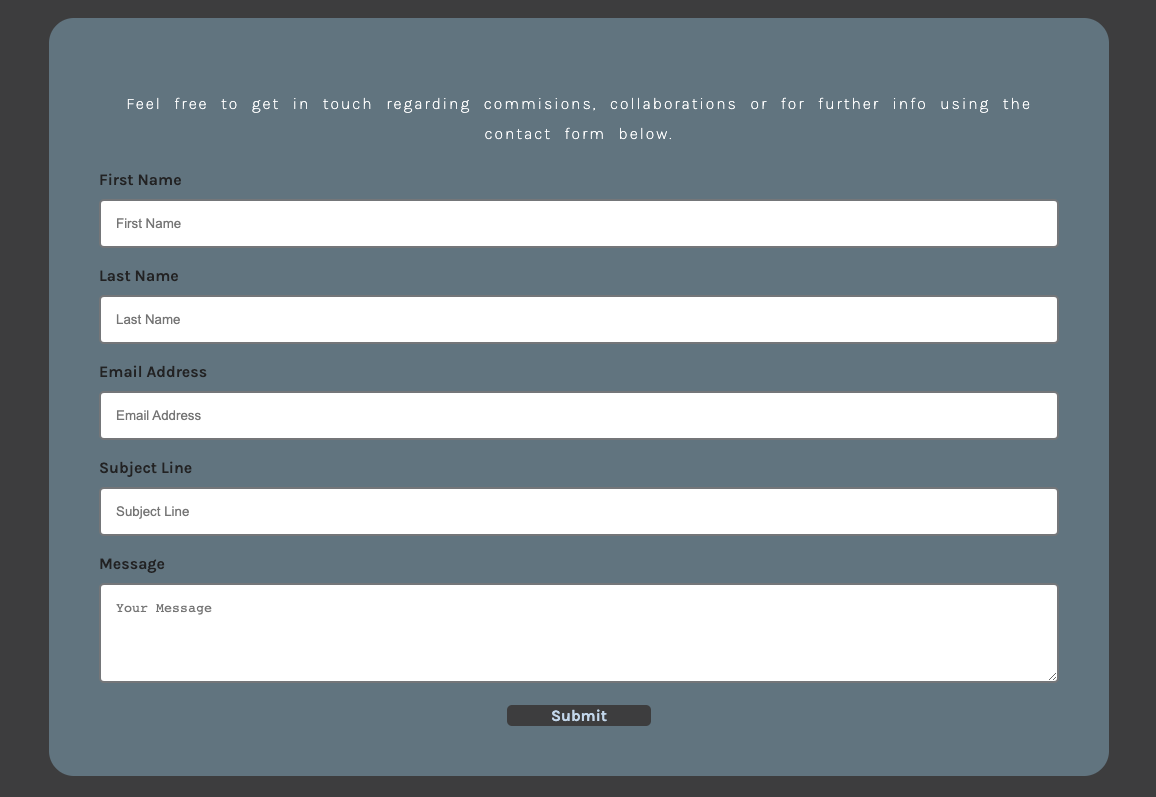 Feel free to get in touch regarding commisions, collaborations or for further info using the
contact form below.
First Name
First Name
Last Name
Last Name
Email Address
Email Address
Subject Line
Subject Line
Message
Your Message
Submit